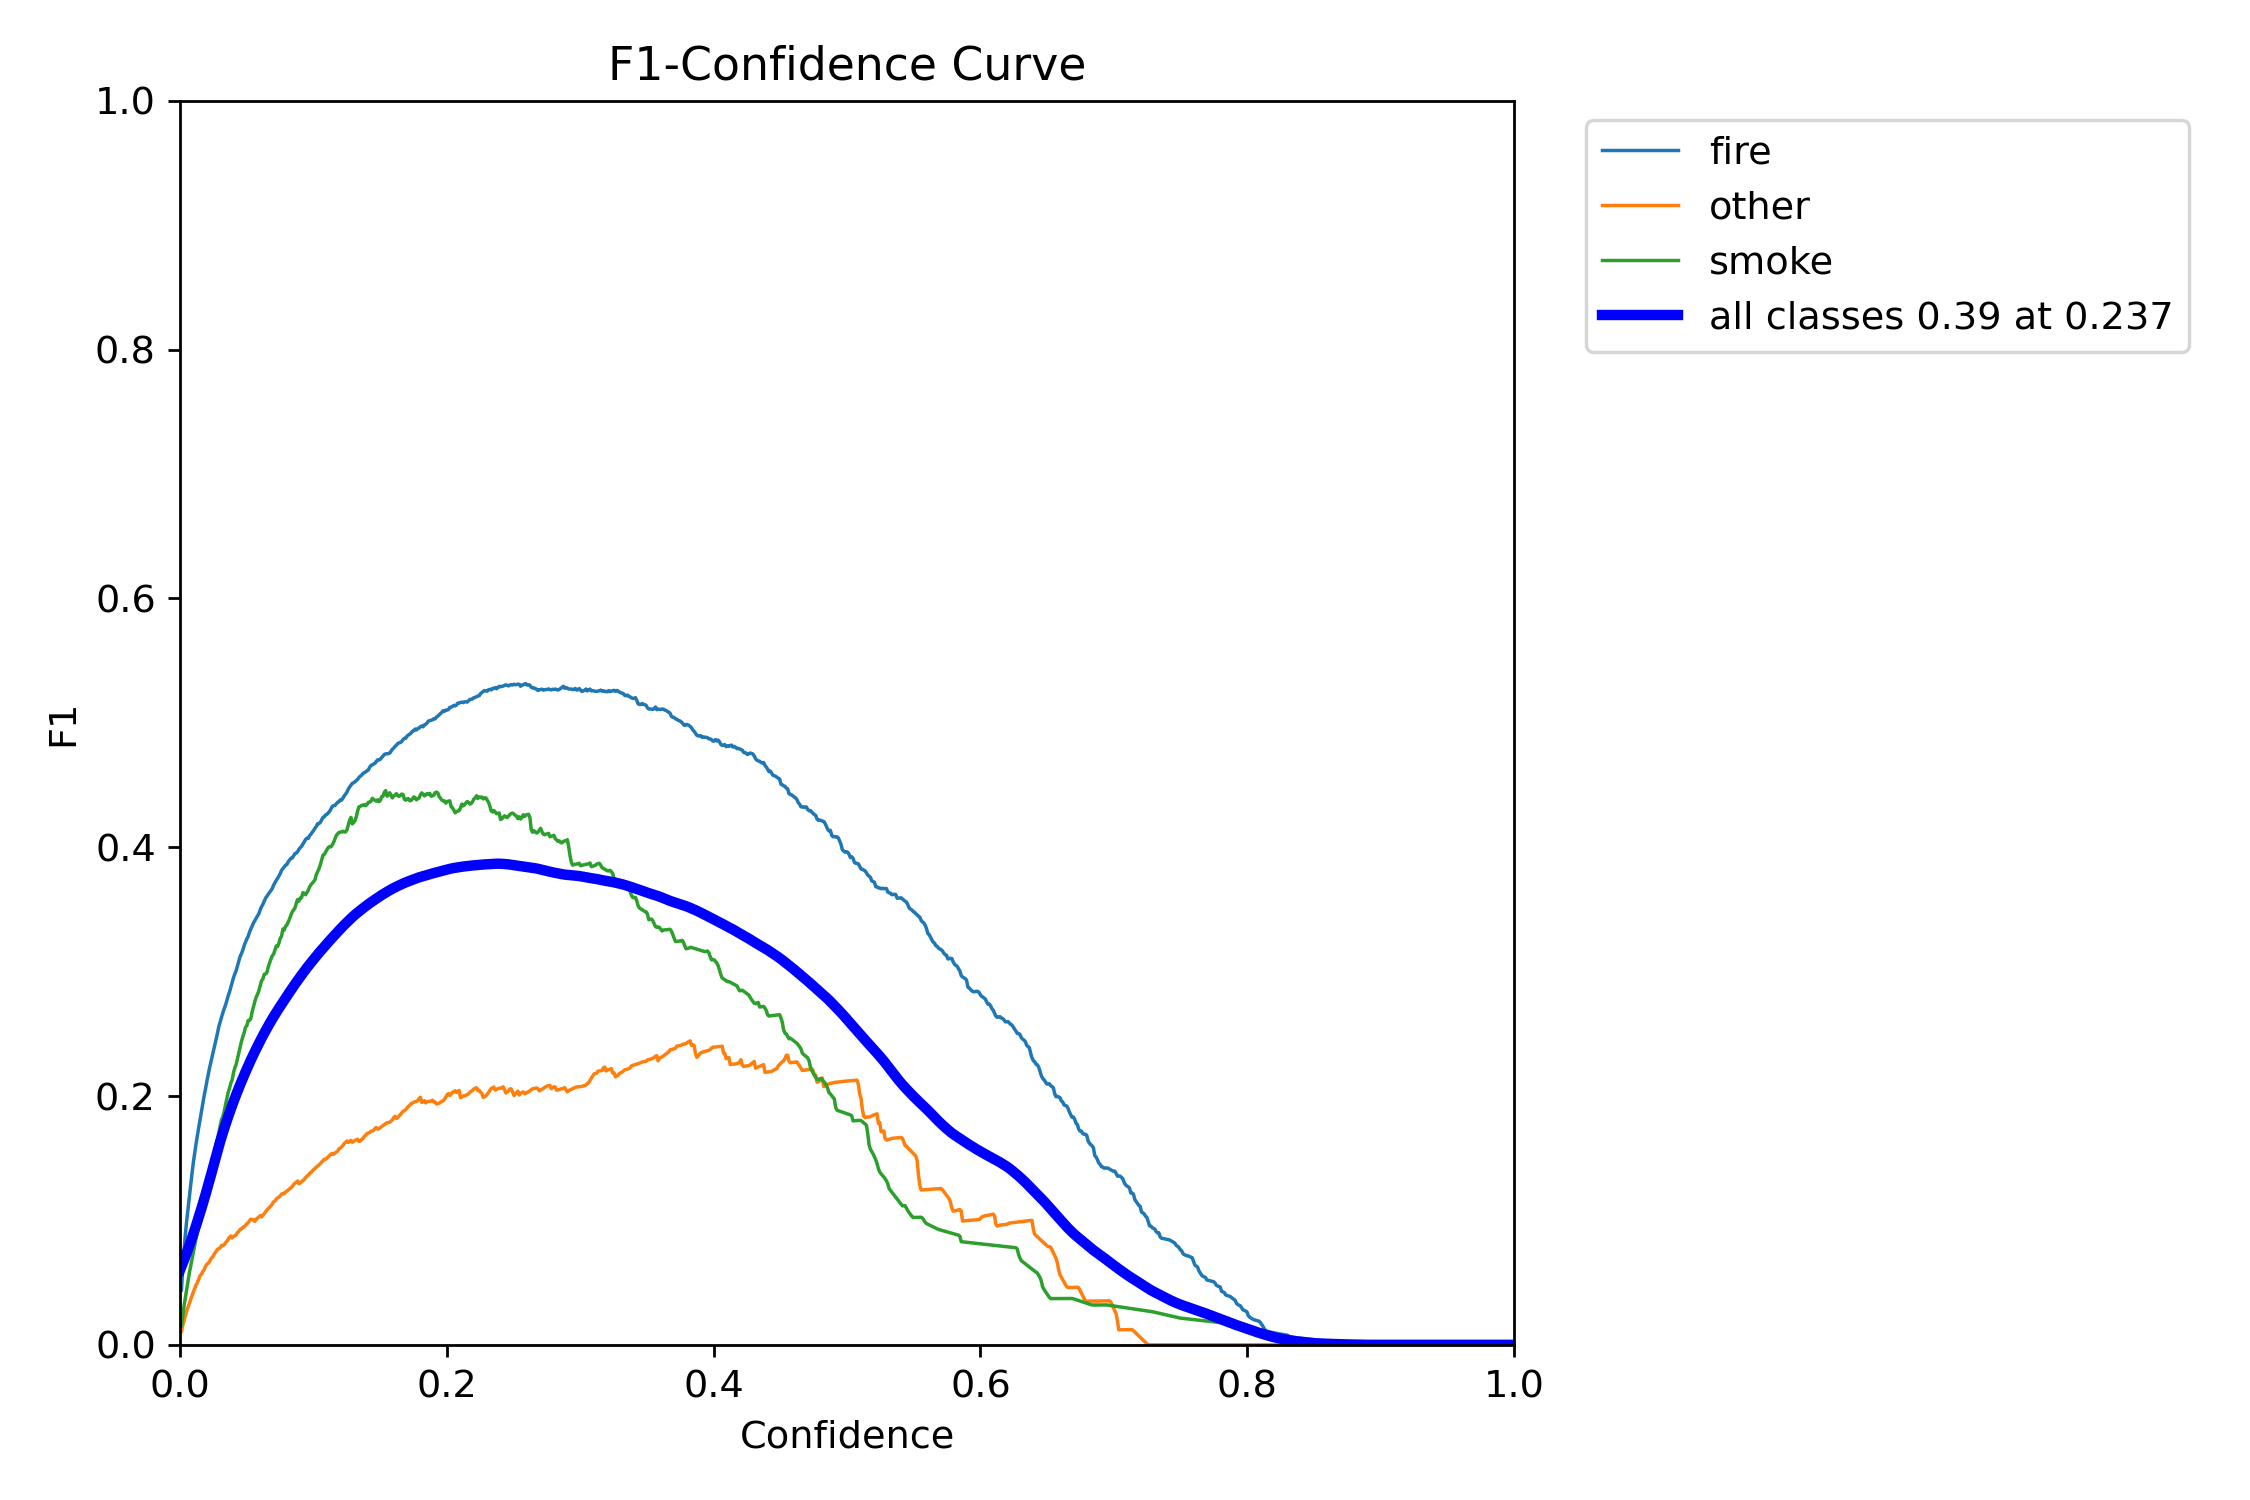 F1-Confidence Curve
1.0
0.8
0.6
0.4
0.2
0.0
F1
0.0 0.2 0.4 0.6 0.8 1.0
Confidence
fire
other
smoke
all classes 0.39 at 0.237